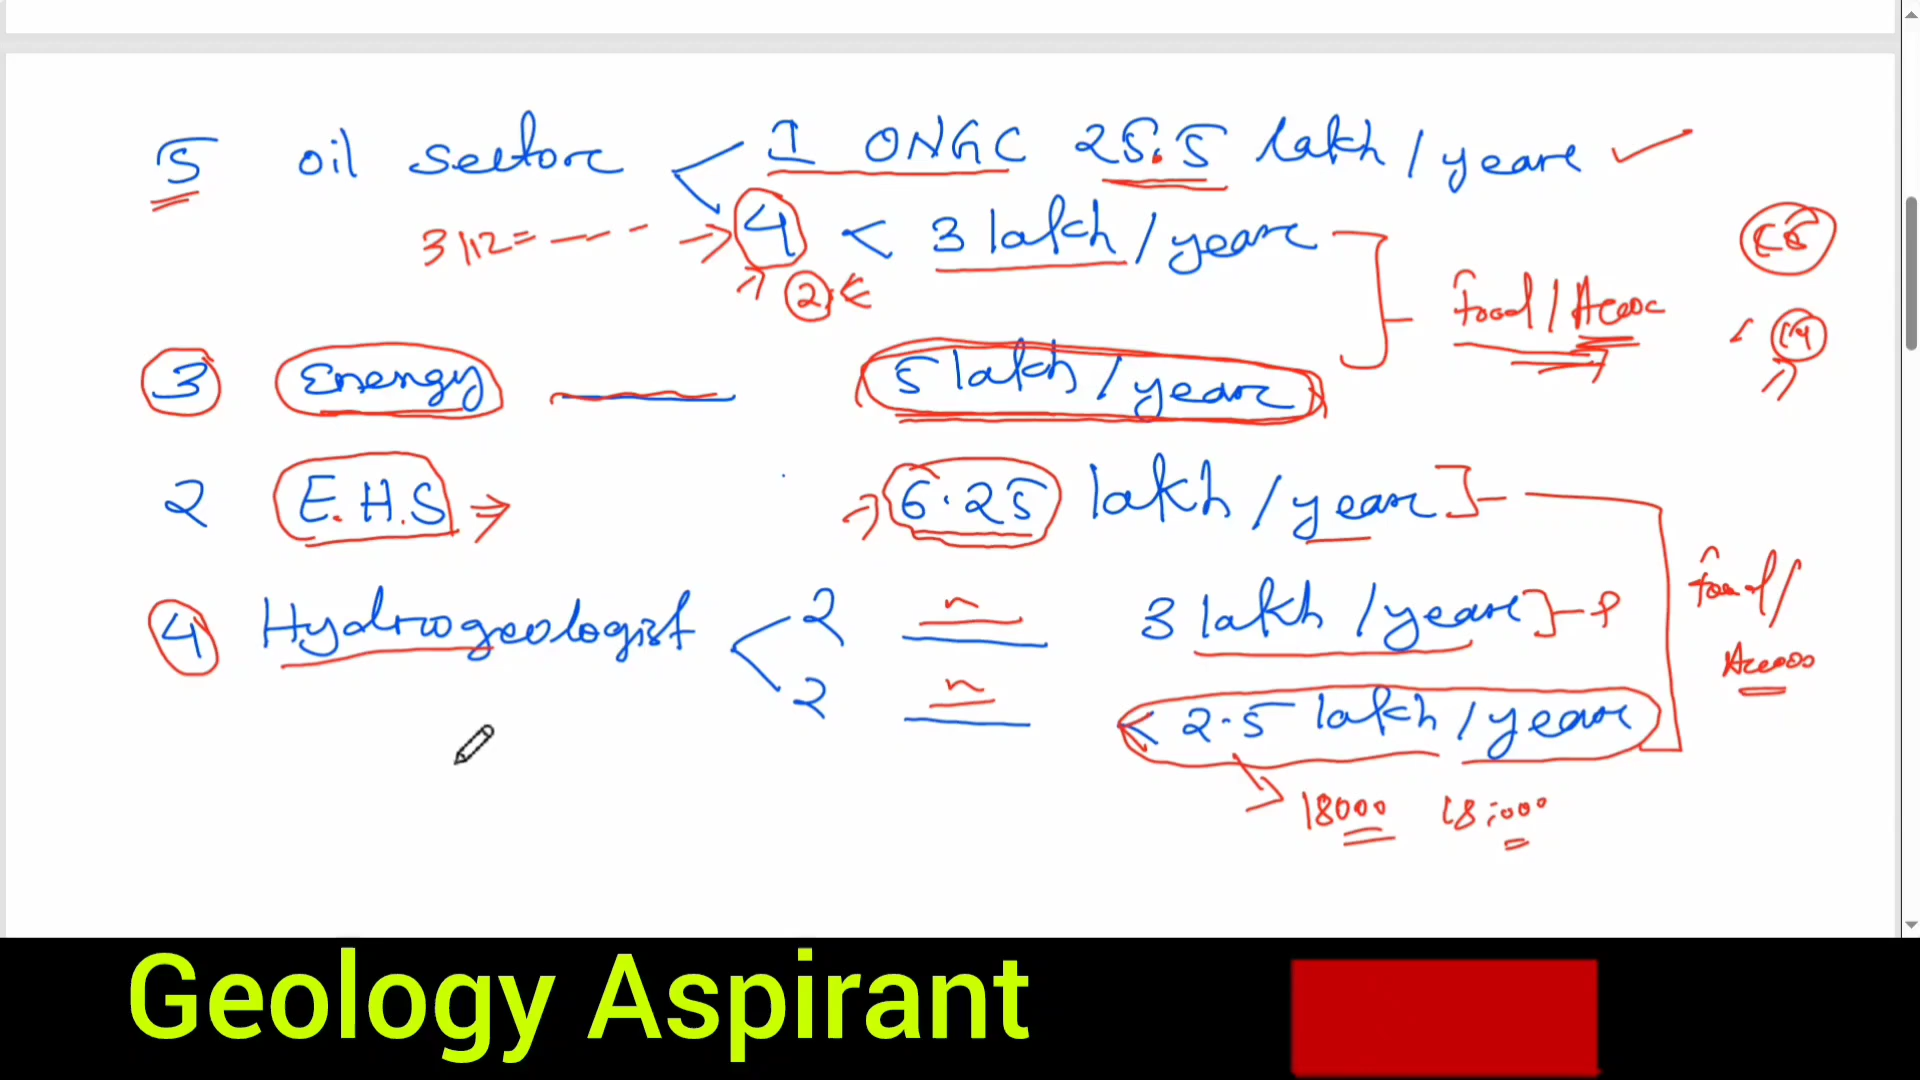 5 oil sector < 1 ONGC 25.5 lakh/year
3/12 = 4 < 3 lakh/year
2
Food/
3 Energy 5 lakh/year
2 E.H.S 6.25 lakh/year
Food/
4 Hydrogeologist < 2 3 lakh/year
2 < 2.5 lakh/year
18000 18,000
Geology Aspirant